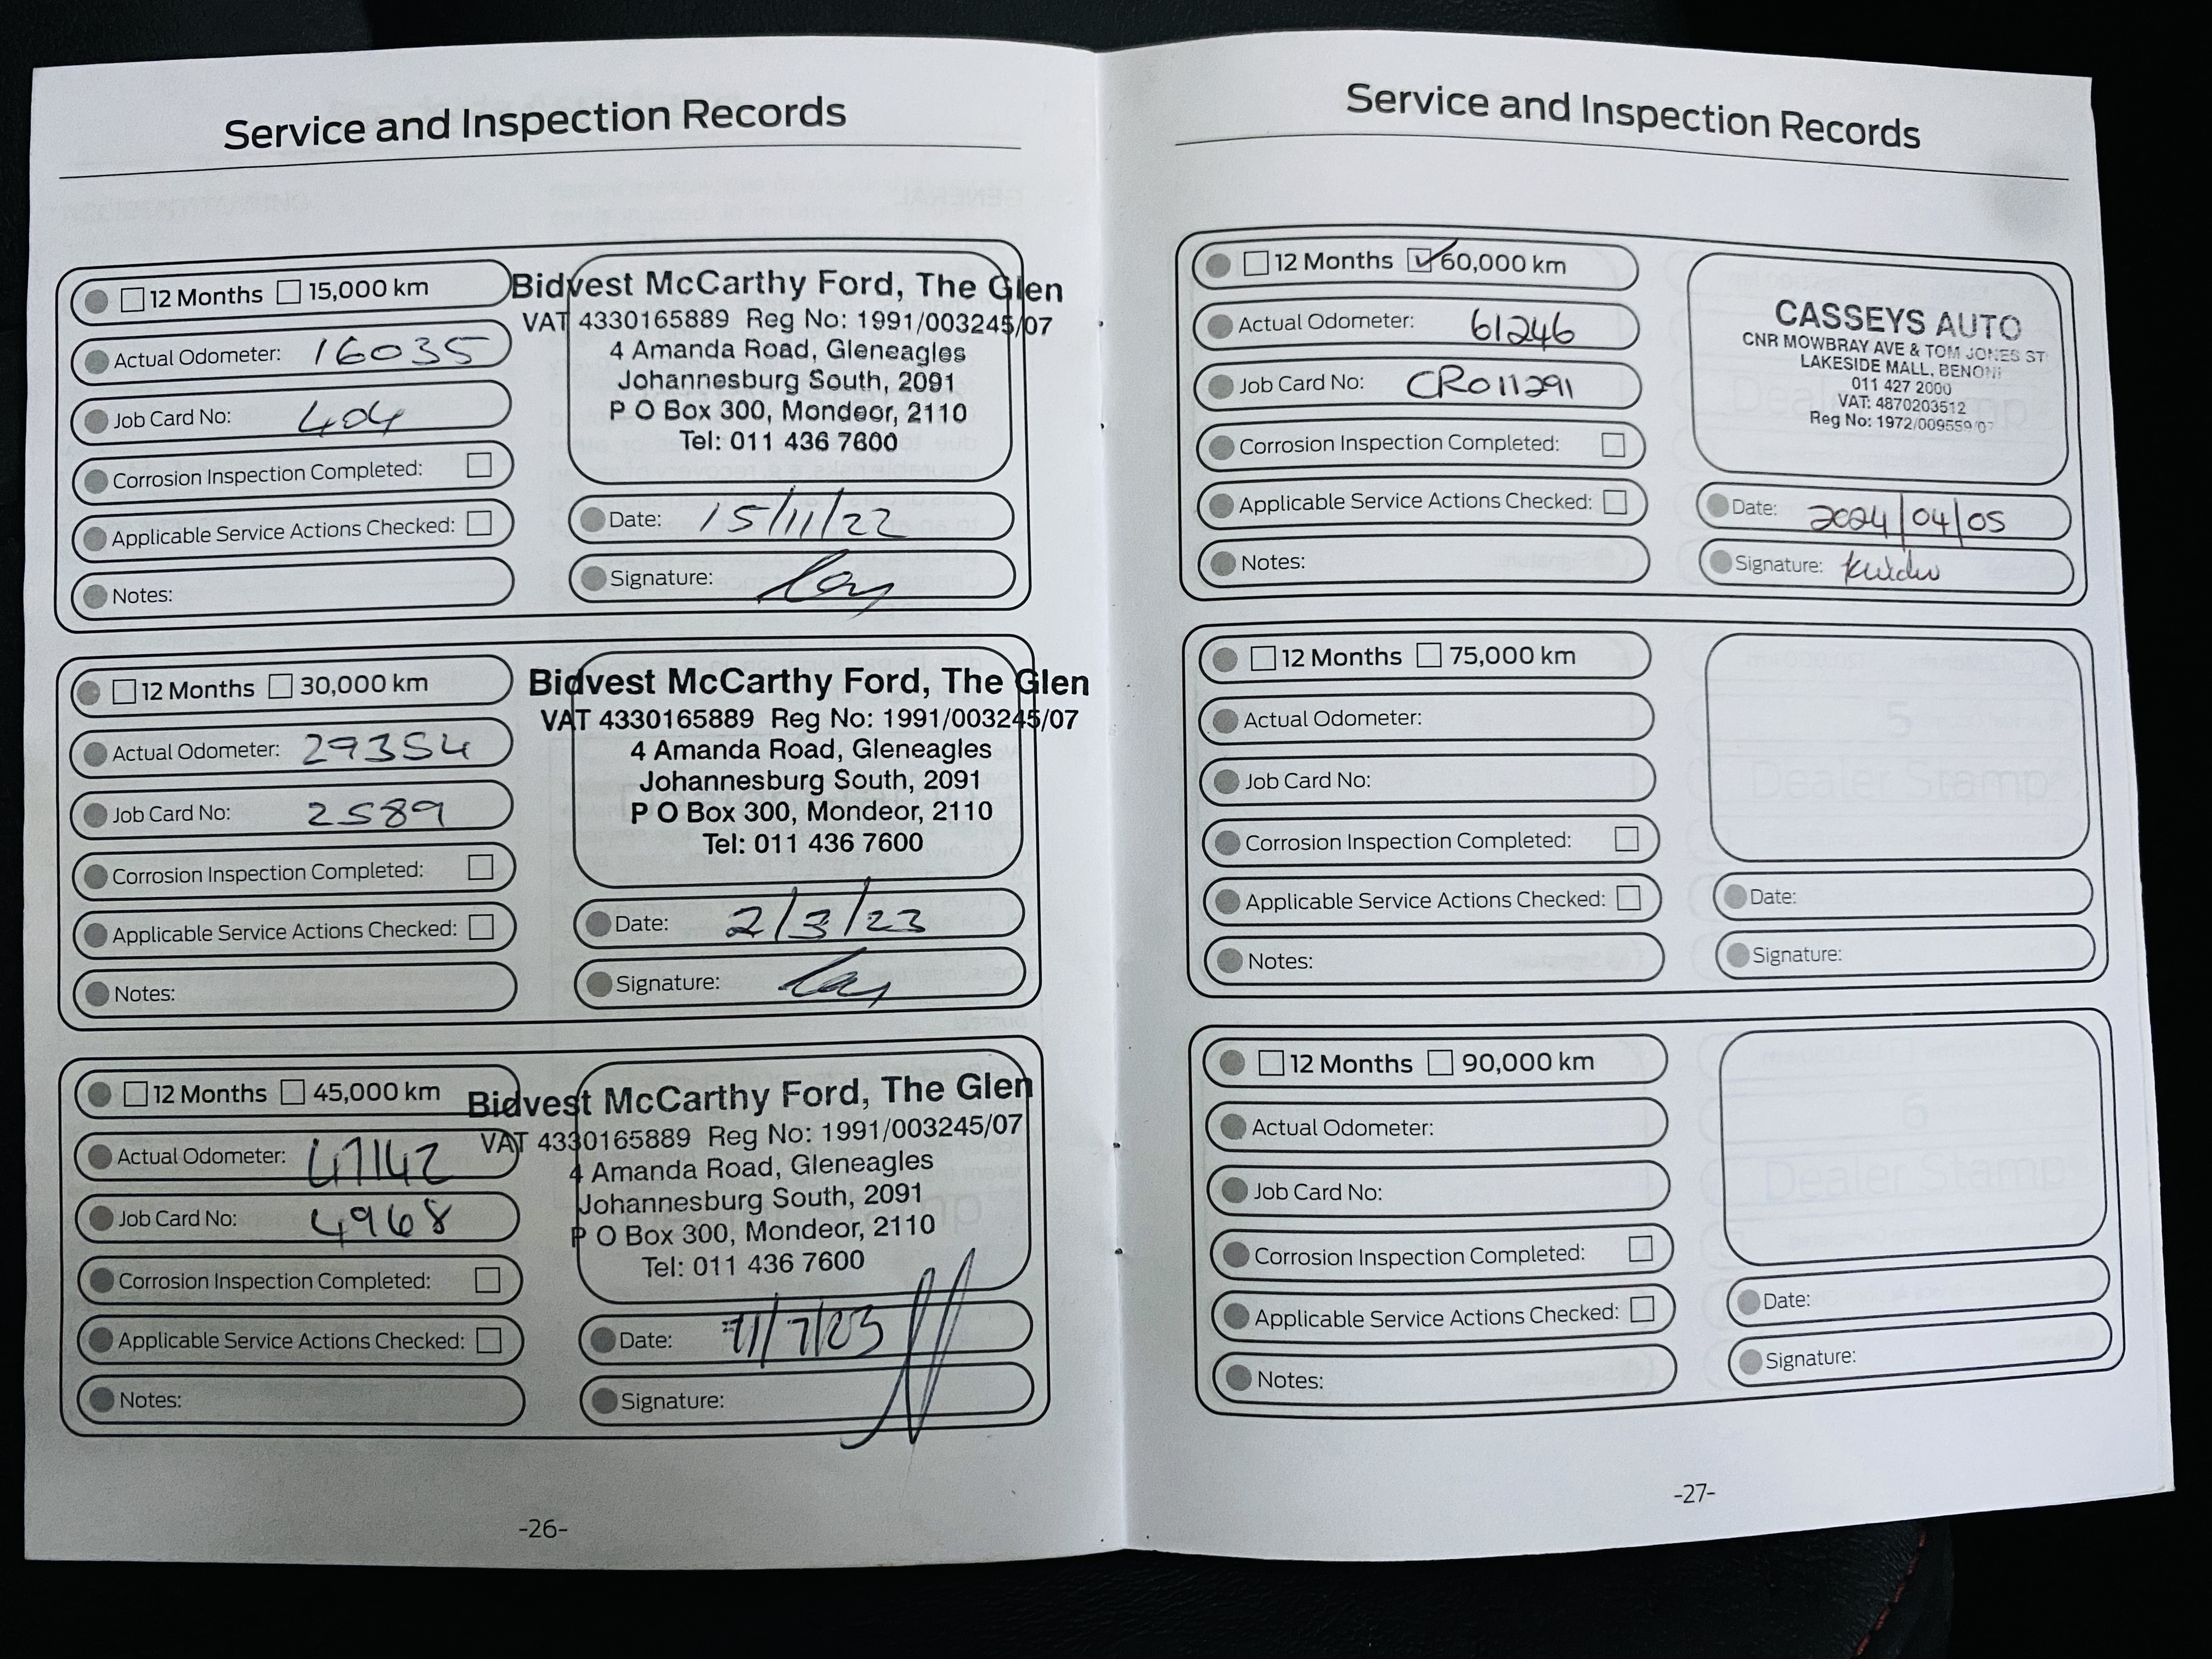 Service and Inspection Records
12 Months 15,000 km
Actual Odometer: 16035
Job Card No: 404
Corrosion Inspection Completed:
Applicable Service Actions Checked:
Notes:
Bidvest McCarthy Ford, The Glen
VAT 4330165889 Reg No: 1991/003245/07
4 Amanda Road, Gleneagles
Johannesburg South, 2091
P O Box 300, Mondeor, 2110
Tel: 011 436 7600
Date: 15/11/22
Signature:
12 Months 30,000 km
Actual Odometer: 29354
Job Card No: 2589
Corrosion Inspection Completed:
Applicable Service Actions Checked:
Notes:
Bidvest McCarthy Ford, The Glen
VAT 4330165889 Reg No: 1991/003245/07
4 Amanda Road, Gleneagles
Johannesburg South, 2091
P O Box 300, Mondeor, 2110
Tel: 011 436 7600
Date: 2/3/23
Signature:
12 Months 45,000 km
Actual Odometer: 47142
Job Card No: 4968
Corrosion Inspection Completed:
Applicable Service Actions Checked:
Notes:
Bidvest McCarthy Ford, The Glen
VAT 4330165889 Reg No: 1991/003245/07
4 Amanda Road, Gleneagles
Johannesburg South, 2091
P O Box 300, Mondeor, 2110
Tel: 011 436 7600
Date:
Signature:
-26-
Service and Inspection Records
12 Months 60,000 km
Actual Odometer: 61246
Job Card No: CR011291
Corrosion Inspection Completed:
Applicable Service Actions Checked:
Notes:
CASSEYS AUTO
CNR MOWBRAY AVE & TOM JONES ST
LAKESIDE MALL, BENONI
011 427 2000
VAT: 4870203512
Reg No: 1972/009559/07
Date: 2024/04/05
Signature:
12 Months 75,000 km
Actual Odometer:
Job Card No:
Corrosion Inspection Completed:
Applicable Service Actions Checked:
Notes:
5
Dealer Stamp
Date:
Signature:
12 Months 90,000 km
Actual Odometer:
Job Card No:
Corrosion Inspection Completed:
Applicable Service Actions Checked:
Notes:
6
Dealer Stamp
Date:
Signature:
-27-